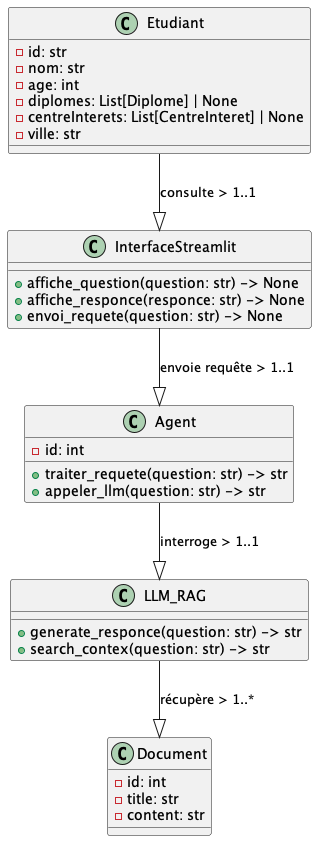 C Etudiant
id: str
nom: str
age: int
diplomes: List[Diplome] | None
centreInterets: List[CentreInteret] | None
ville: str
consulte > 1..1
C InterfaceStreamlit
affiche_question(question: str) -> None
affiche_responce(responce: str) -> None
envoi_requete(question: str) -> None
envoie requête > 1..1
C Agent
id: int
traiter_requete(question: str) -> str
appeler_llm(question: str) -> str
interroge > 1..1
C LLM_RAG
generate_responce(question: str) -> str
search_contex(question: str) -> str
récupère > 1..*
C Document
id: int
title: str
content: str